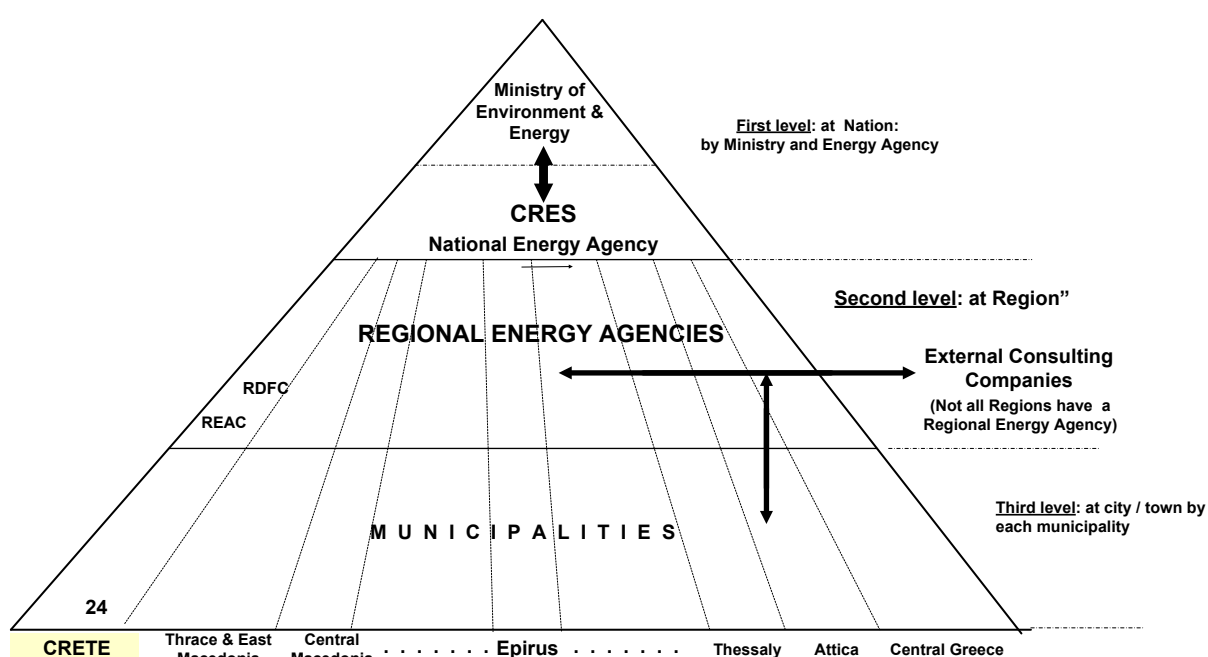 Ministry of
Environment &
Energy
First level: at Nation:
by Ministry and Energy Agency
CRES
National Energy Agency
Second level: at Region”
REGIONAL ENERGY AGENCIES
External Consulting
Companies
(Not all Regions have a
Regional Energy Agency)
RDFC
REAC
Third level: at city / town by
each municipality
M U N I C I P A L I T I E S
24
CRETE
Thrace & East
Macedonia
Central
Macedonia
. . . . . . . Epirus . . . . . . .
Thessaly
Attica
Central Greece